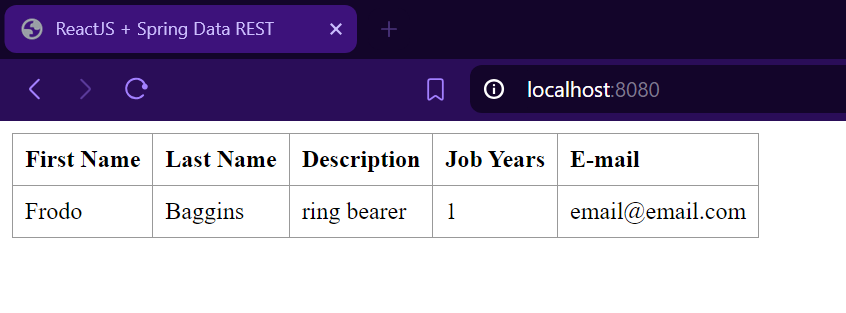 ReactJS + Spring Data REST
localhost:8080
First Name Last Name Description Job Years E-mail
Frodo Baggins ring bearer 1 email@email.com